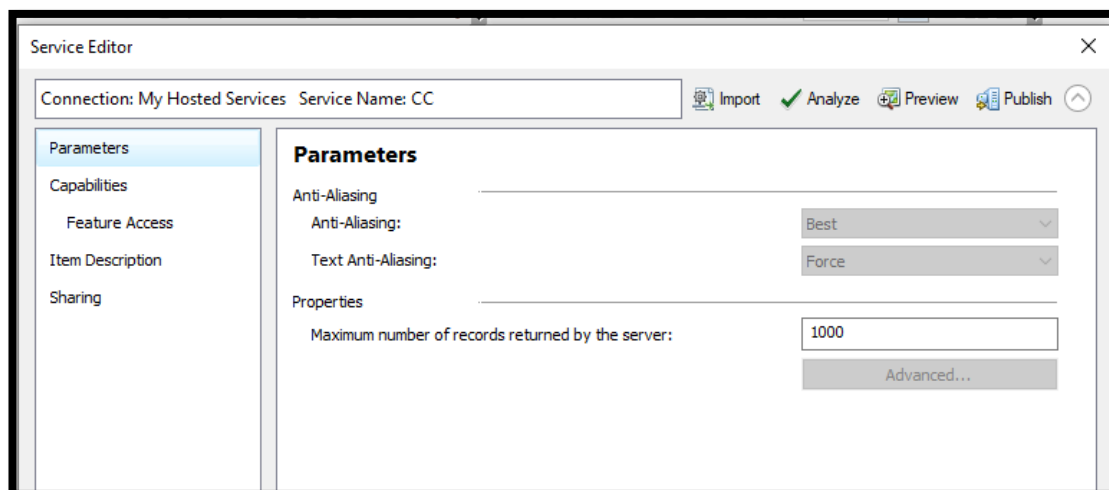 Service Editor
Connection: My Hosted Services Service Name: CC
Import Analyze Preview Publish
Parameters
Capabilities
Feature Access
Item Description
Sharing
Parameters
Anti-Aliasing
Anti-Aliasing: Best
Text Anti-Aliasing: Force
Properties
Maximum number of records returned by the server: 1000
Advanced...